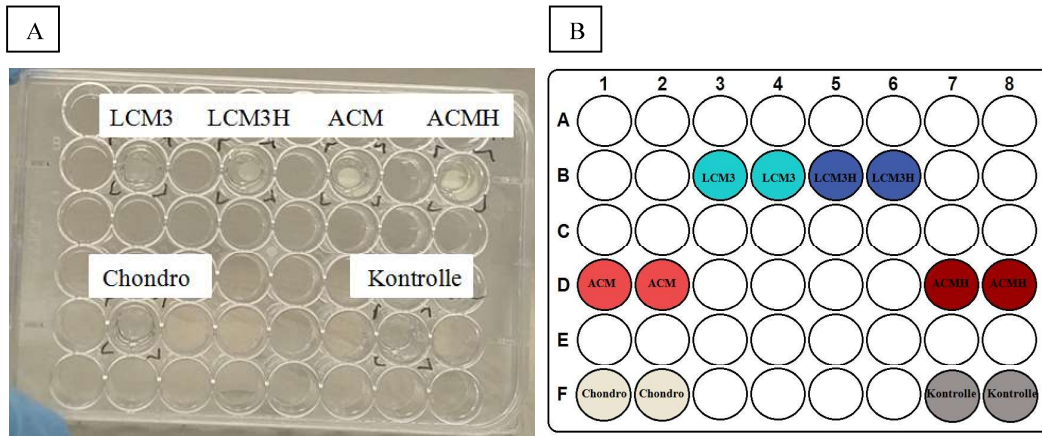 A
LCM3 LCM3H ACM ACMH
Chondro Kontrolle
B
1 2 3 4 5 6 7 8
A
B LCM3 LCM3 LCM3H LCM3H
C
D ACM ACM ACMH ACMH
E
F Chondro Chondro Kontrolle Kontrolle